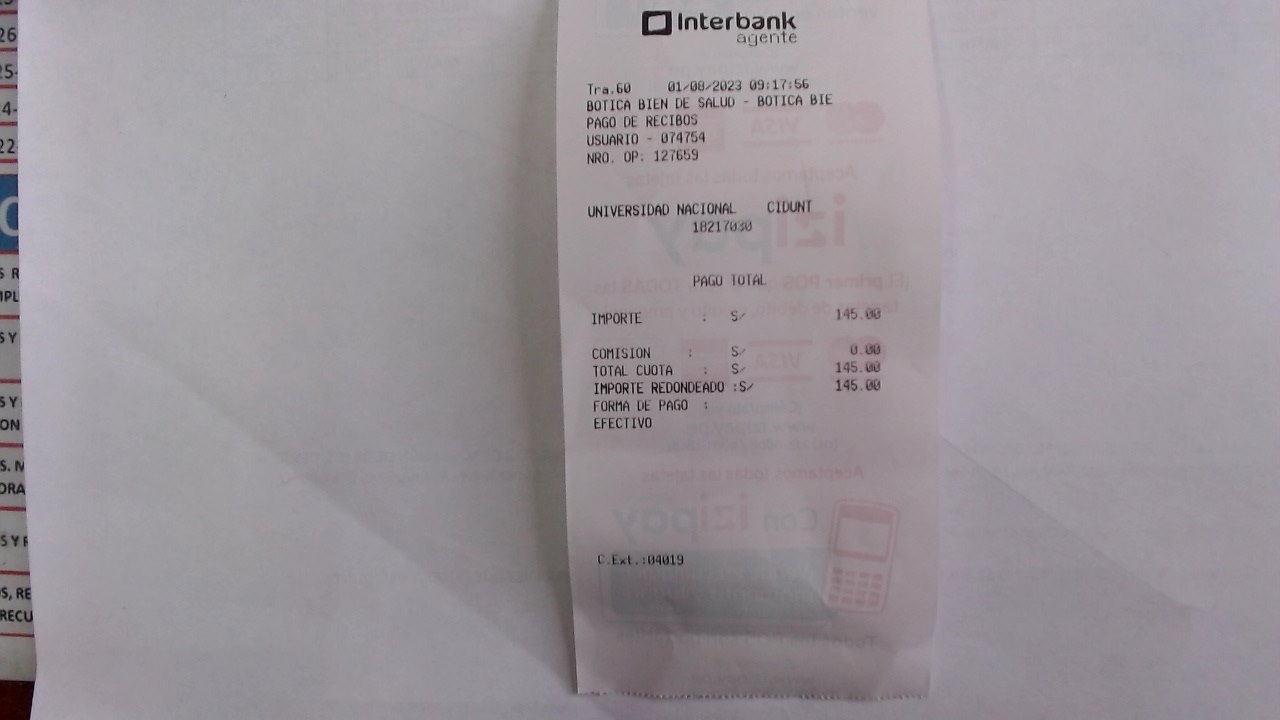 Interbank
agente
Tra.60 01/08/2023 09:17:56
BOTICA BIEN DE SALUD - BOTICA BIE
PAGO DE RECIBOS
USUARIO - 074754
NRO. OP: 127659
UNIVERSIDAD NACIONAL CIDUNT
18217030
PAGO TOTAL
IMPORTE : S/ 145.00
COMISION : S/ 0.00
TOTAL CUOTA : S/ 145.00
IMPORTE REDONDEADO :S/ 145.00
FORMA DE PAGO :
EFECTIVO
C.Ext.:04019